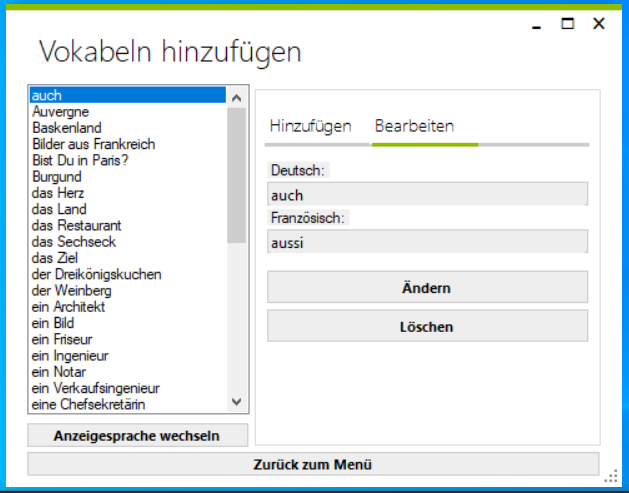 Vokabeln hinzufügen
auch
Auvergne
Baskenland
Bilder aus Frankreich
Bist Du in Paris?
Burgund
das Herz
das Land
das Restaurant
das Sechseck
das Ziel
der Dreikönigskuchen
der Weinberg
ein Architekt
ein Bild
ein Friseur
ein Ingenieur
ein Notar
ein Verkaufsingenieur
eine Chefsekretärin
Anzeigesprache wechseln
Hinzufügen Bearbeiten
Deutsch:
auch
Französisch:
aussi
Ändern
Löschen
Zurück zum Menü